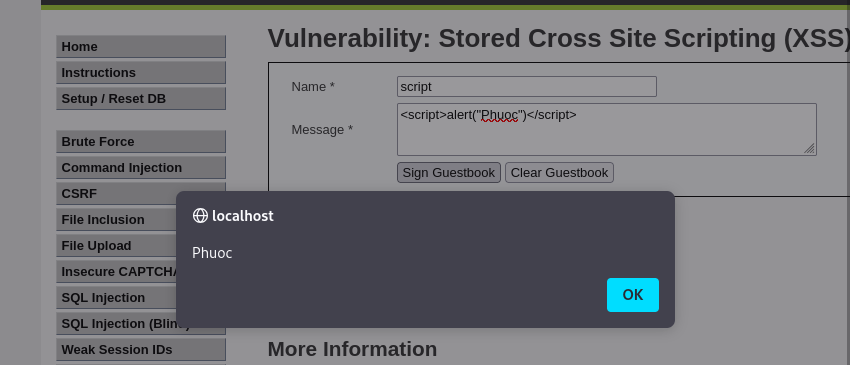 Vulnerability: Stored Cross Site Scripting (XSS)
Home
Instructions
Setup / Reset DB
Brute Force
Command Injection
CSRF
File Inclusion
File Upload
Insecure CAPTCHA
SQL Injection
SQL Injection (Blind)
Weak Session IDs
Name *
script
Message *
<script>alert("Phuoc")</script>
Sign Guestbook
Clear Guestbook
localhost
Phuoc
OK
More Information